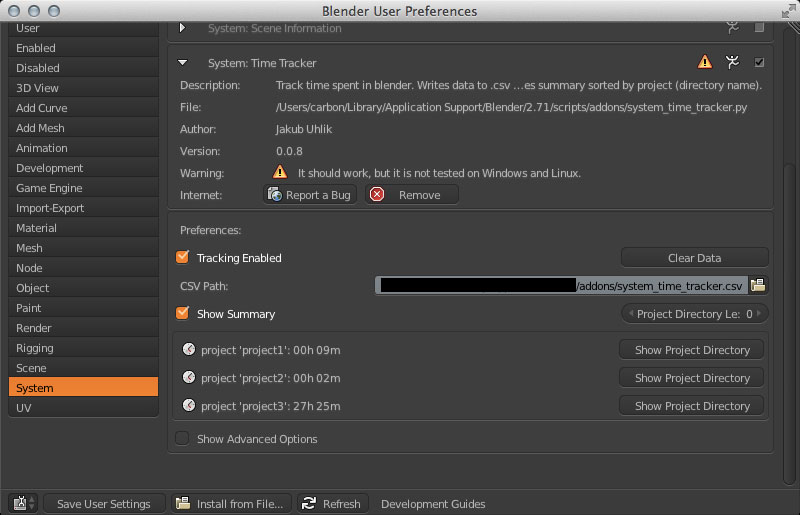 Blender User Preferences
User
Enabled
Disabled
3D View
Add Curve
Add Mesh
Animation
Development
Game Engine
Import-Export
Material
Mesh
Node
Object
Paint
Render
Rigging
Scene
System
UV
System: Scene Information
System: Time Tracker
Description: Track time spent in blender. Writes data to .csv ...es summary sorted by project (directory name).
File: /Users/carbon/Library/Application Support/Blender/2.71/scripts/addons/system_time_tracker.py
Author: Jakub Uhlik
Version: 0.0.8
Warning: It should work, but it is not tested on Windows and Linux.
Internet: Report a Bug Remove
Preferences:
Tracking Enabled Clear Data
CSV Path: /addons/system_time_tracker.csv
Show Summary Project Directory Le: 0
project 'project1': 00h 09m Show Project Directory
project 'project2': 00h 02m Show Project Directory
project 'project3': 27h 25m Show Project Directory
Show Advanced Options
Save User Settings Install from File... Refresh Development Guides